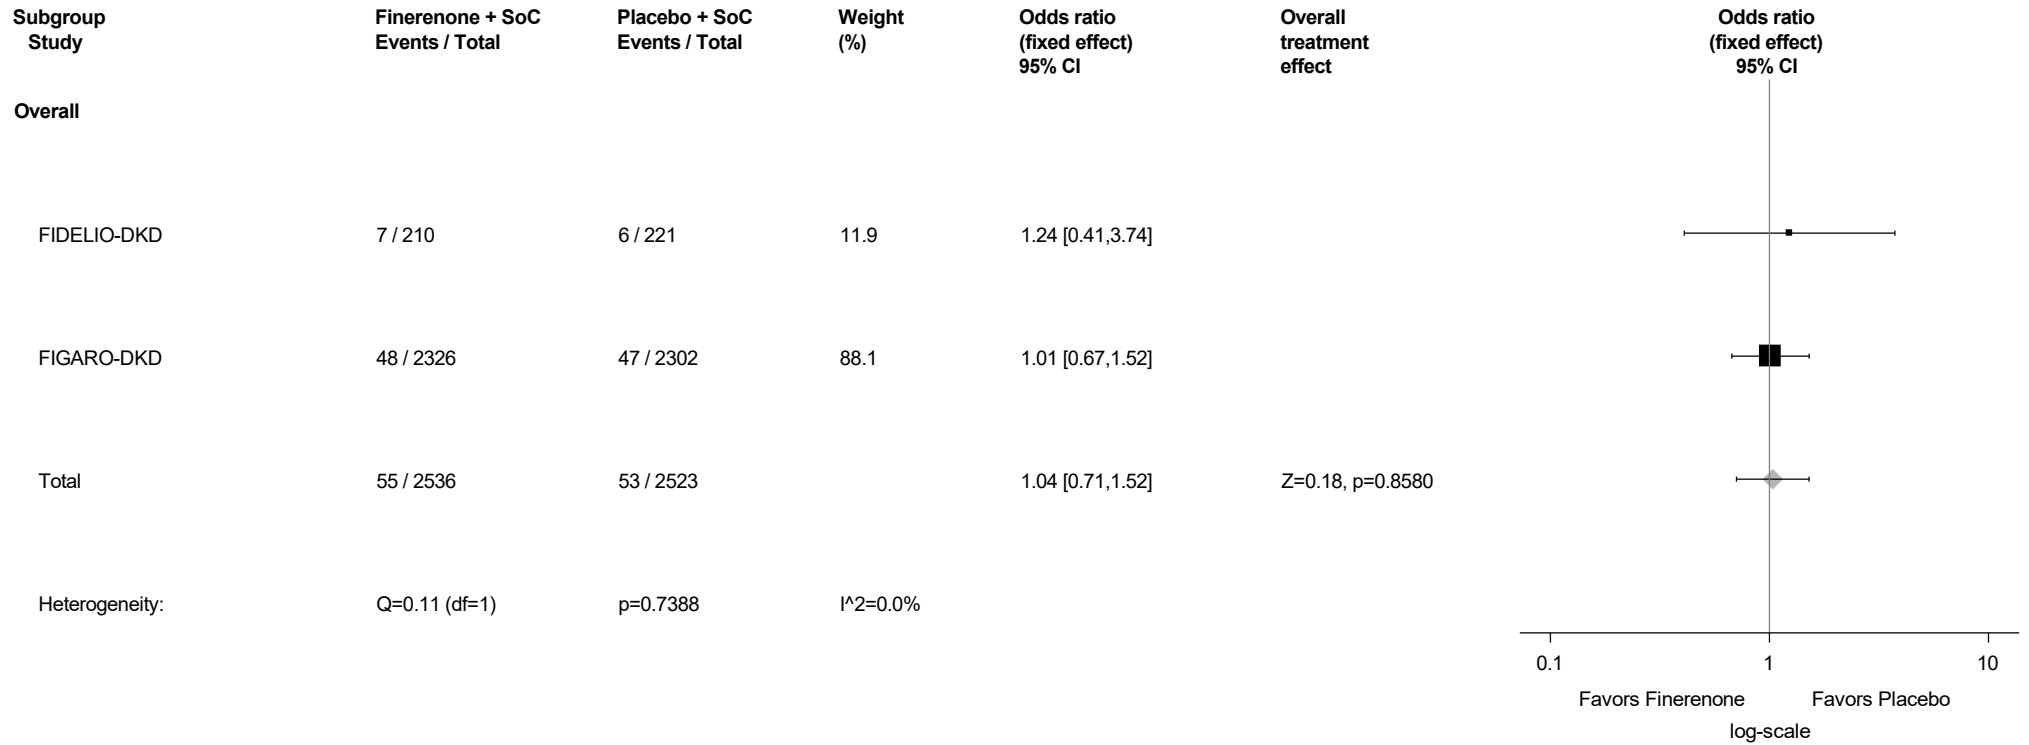 Subgroup Finerenone + SoC Placebo + SoC Weight Odds ratio Overall Odds ratio
Study Events / Total Events / Total (%) (fixed effect) treatment (fixed effect)
95% CI effect 95% CI
Overall
FIDELIO-DKD 7 / 210 6 / 221 11.9 1.24 [0.41,3.74]
FIGARO-DKD 48 / 2326 47 / 2302 88.1 1.01 [0.67,1.52]
Total 55 / 2536 53 / 2523 1.04 [0.71,1.52] Z=0.18, p=0.8580
Heterogeneity: Q=0.11 (df=1) p=0.7388 I^2=0.0%
0.1 1 10
Favors Finerenone Favors Placebo
log-scale